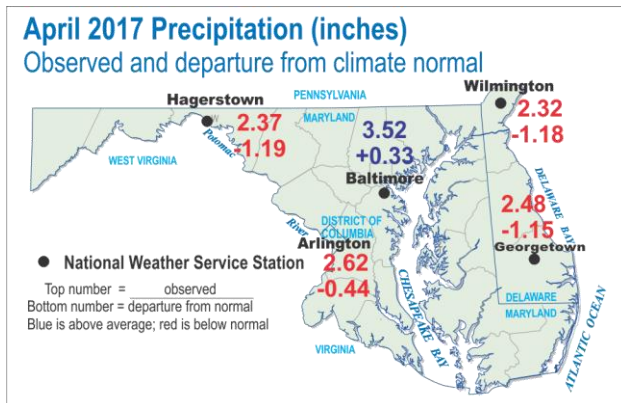 April 2017 Precipitation (inches)
Observed and departure from climate normal
PENNSYLVANIA
MARYLAND
Wilmington
2.32
-1.18
Hagerstown
2.37
-1.19
Potomac
WEST VIRGINIA
3.52
+0.33
Baltimore
DELAWARE BAY
2.48
-1.15
Georgetown
River
DISTRICT OF
COLUMBIA
Arlington
2.62
-0.44
National Weather Service Station
Top number = observed
Bottom number = departure from normal
Blue is above average; red is below normal
CHESAPEAKE BAY
DELAWARE
MARYLAND
ATLANTIC OCEAN
VIRGINIA